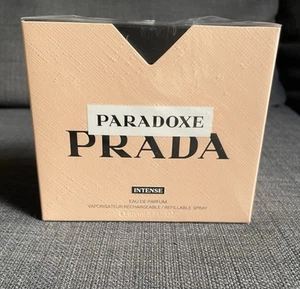 PARADOXE
PRADA
INTENSE
EAU DE PARFUM
VAPORISATEUR RECHARGEABLE / REFILLABLE SPRAY